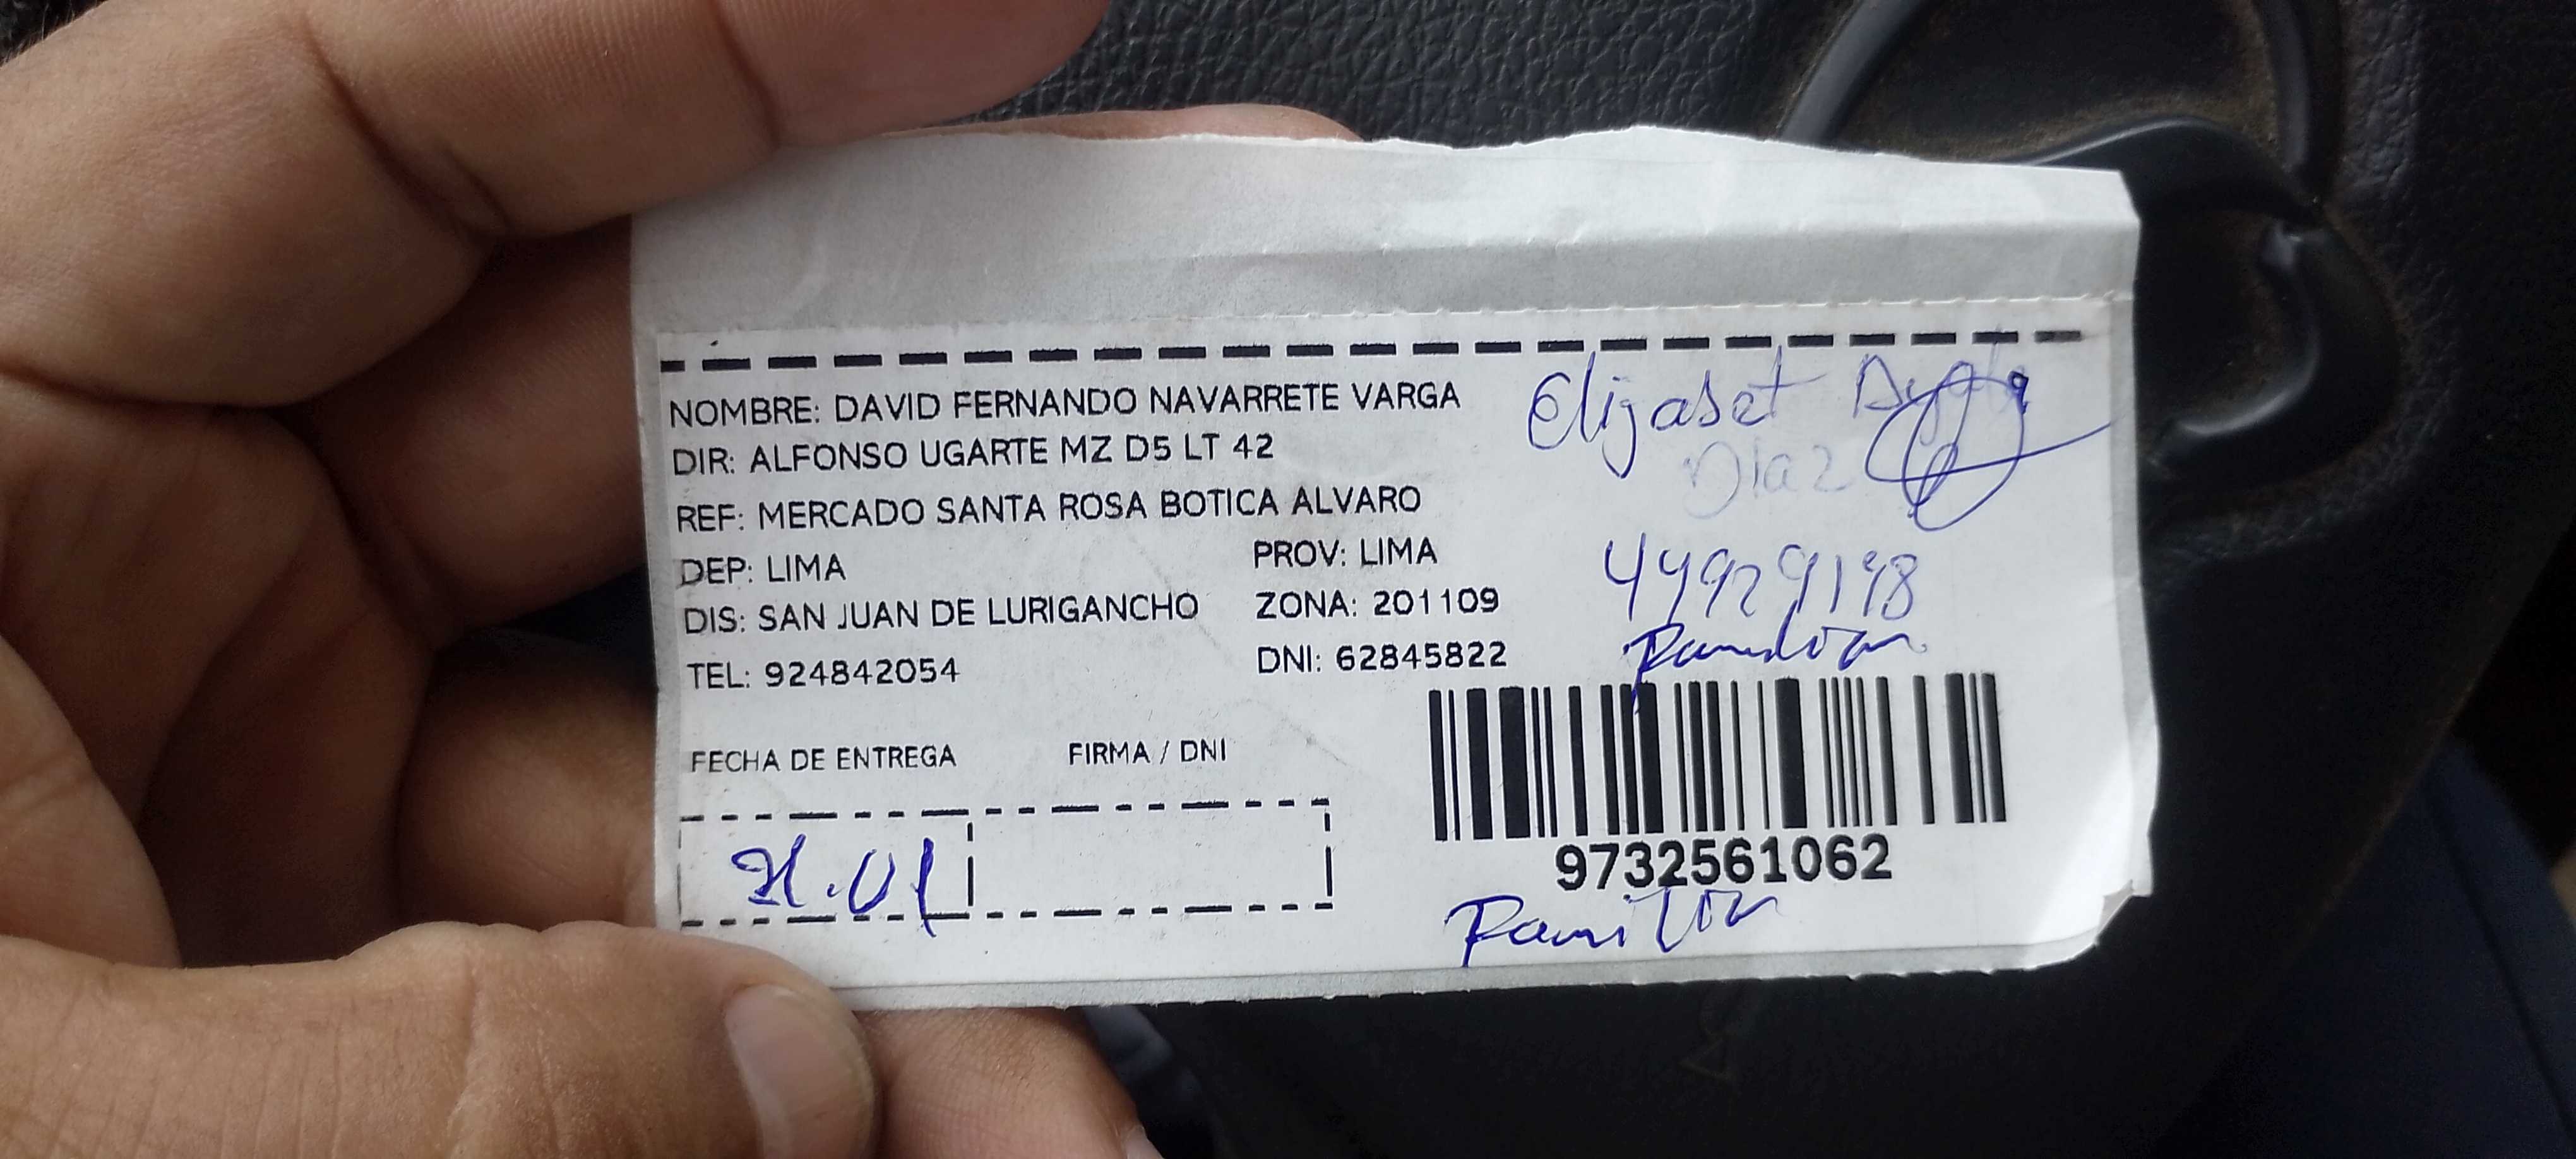 NOMBRE: DAVID FERNANDO NAVARRETE VARGA
DIR: ALFONSO UGARTE MZ D5 LT 42
REF: MERCADO SANTA ROSA BOTICA ALVARO
DEP: LIMA PROV: LIMA
DIS: SAN JUAN DE LURIGANCHO ZONA: 201109
TEL: 924842054 DNI: 62845822
FECHA DE ENTREGA FIRMA / DNI
Elizabet
Diaz
9732561062